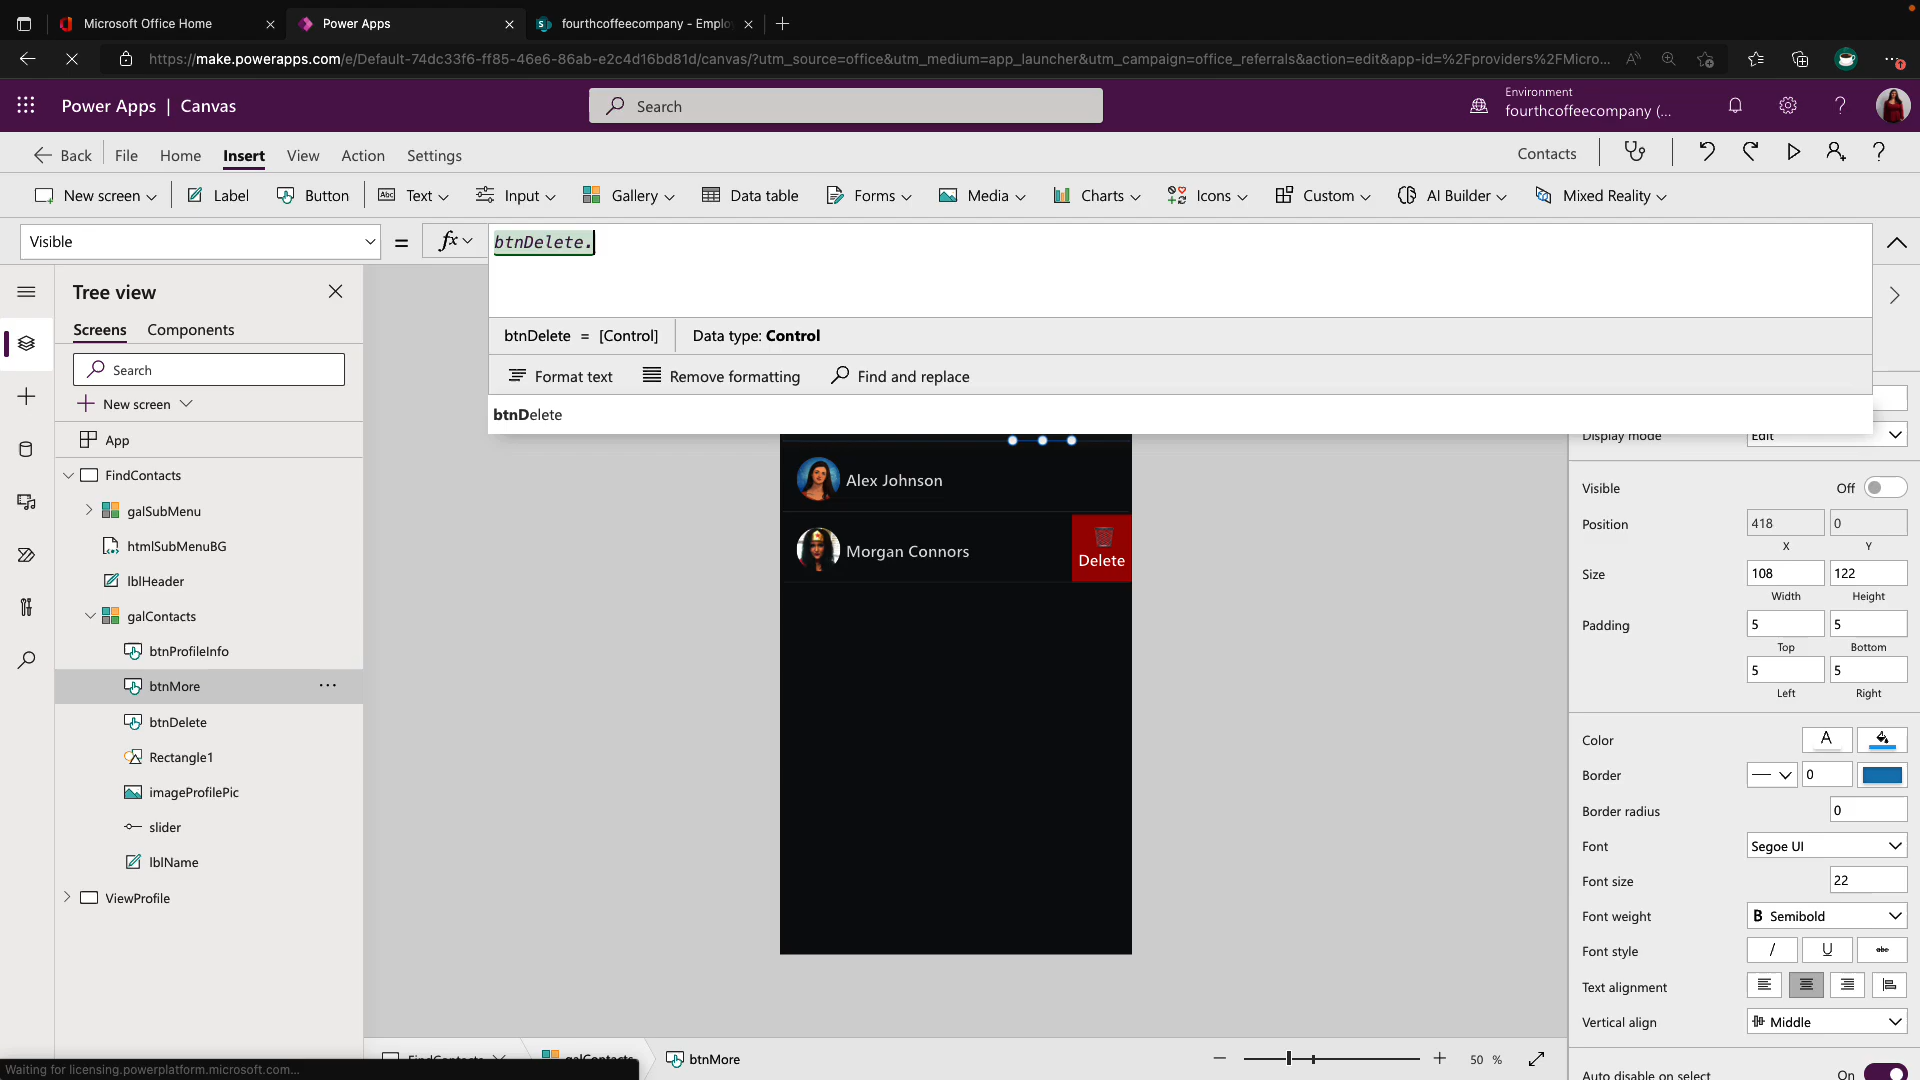 Microsoft Office Home
Power Apps
fourthcoffeecompany - Emplo
https://make.powerapps.com/e/Default-74dc33f6-ff85-46e6-86ab-e2c4d16bd81d/canvas/?utm_source=office&utm_medium=app_launcher&utm_campaign=office_referrals&action=edit&app-id=%2Fproviders%2FMicro...
Power Apps | Canvas
Search
Environment
fourthcoffeecompany (...
Back
File
Home
Insert
View
Action
Settings
Contacts
New screen
Label
Button
Text
Input
Gallery
Data table
Forms
Media
Charts
Icons
Custom
AI Builder
Mixed Reality
Visible
=
fx
btnDelete.
Tree view
Screens
Components
btnDelete = [Control]
Data type: Control
Search
Format text
Remove formatting
Find and replace
New screen
btnDelete
App
Display mode
Edit
FindContacts
galSubMenu
htmlSubMenuBG
lblHeader
galContacts
btnProfileInfo
btnMore
btnDelete
Rectangle1
imageProfilePic
slider
lblName
ViewProfile
Alex Johnson
Morgan Connors
Delete
Visible
Off
Position
418
0
X
Y
Size
108
122
Width
Height
Padding
5
5
Top
Bottom
5
5
Left
Right
Color
A
Border
0
Border radius
0
Font
Segoe UI
Font size
22
Font weight
B Semibold
Font style
/
U
abc
Text alignment
Vertical align
Middle
Auto disable on select
On
FindContacts
galContacts
btnMore
50 %
Waiting for licensing.powerplatform.microsoft.com...